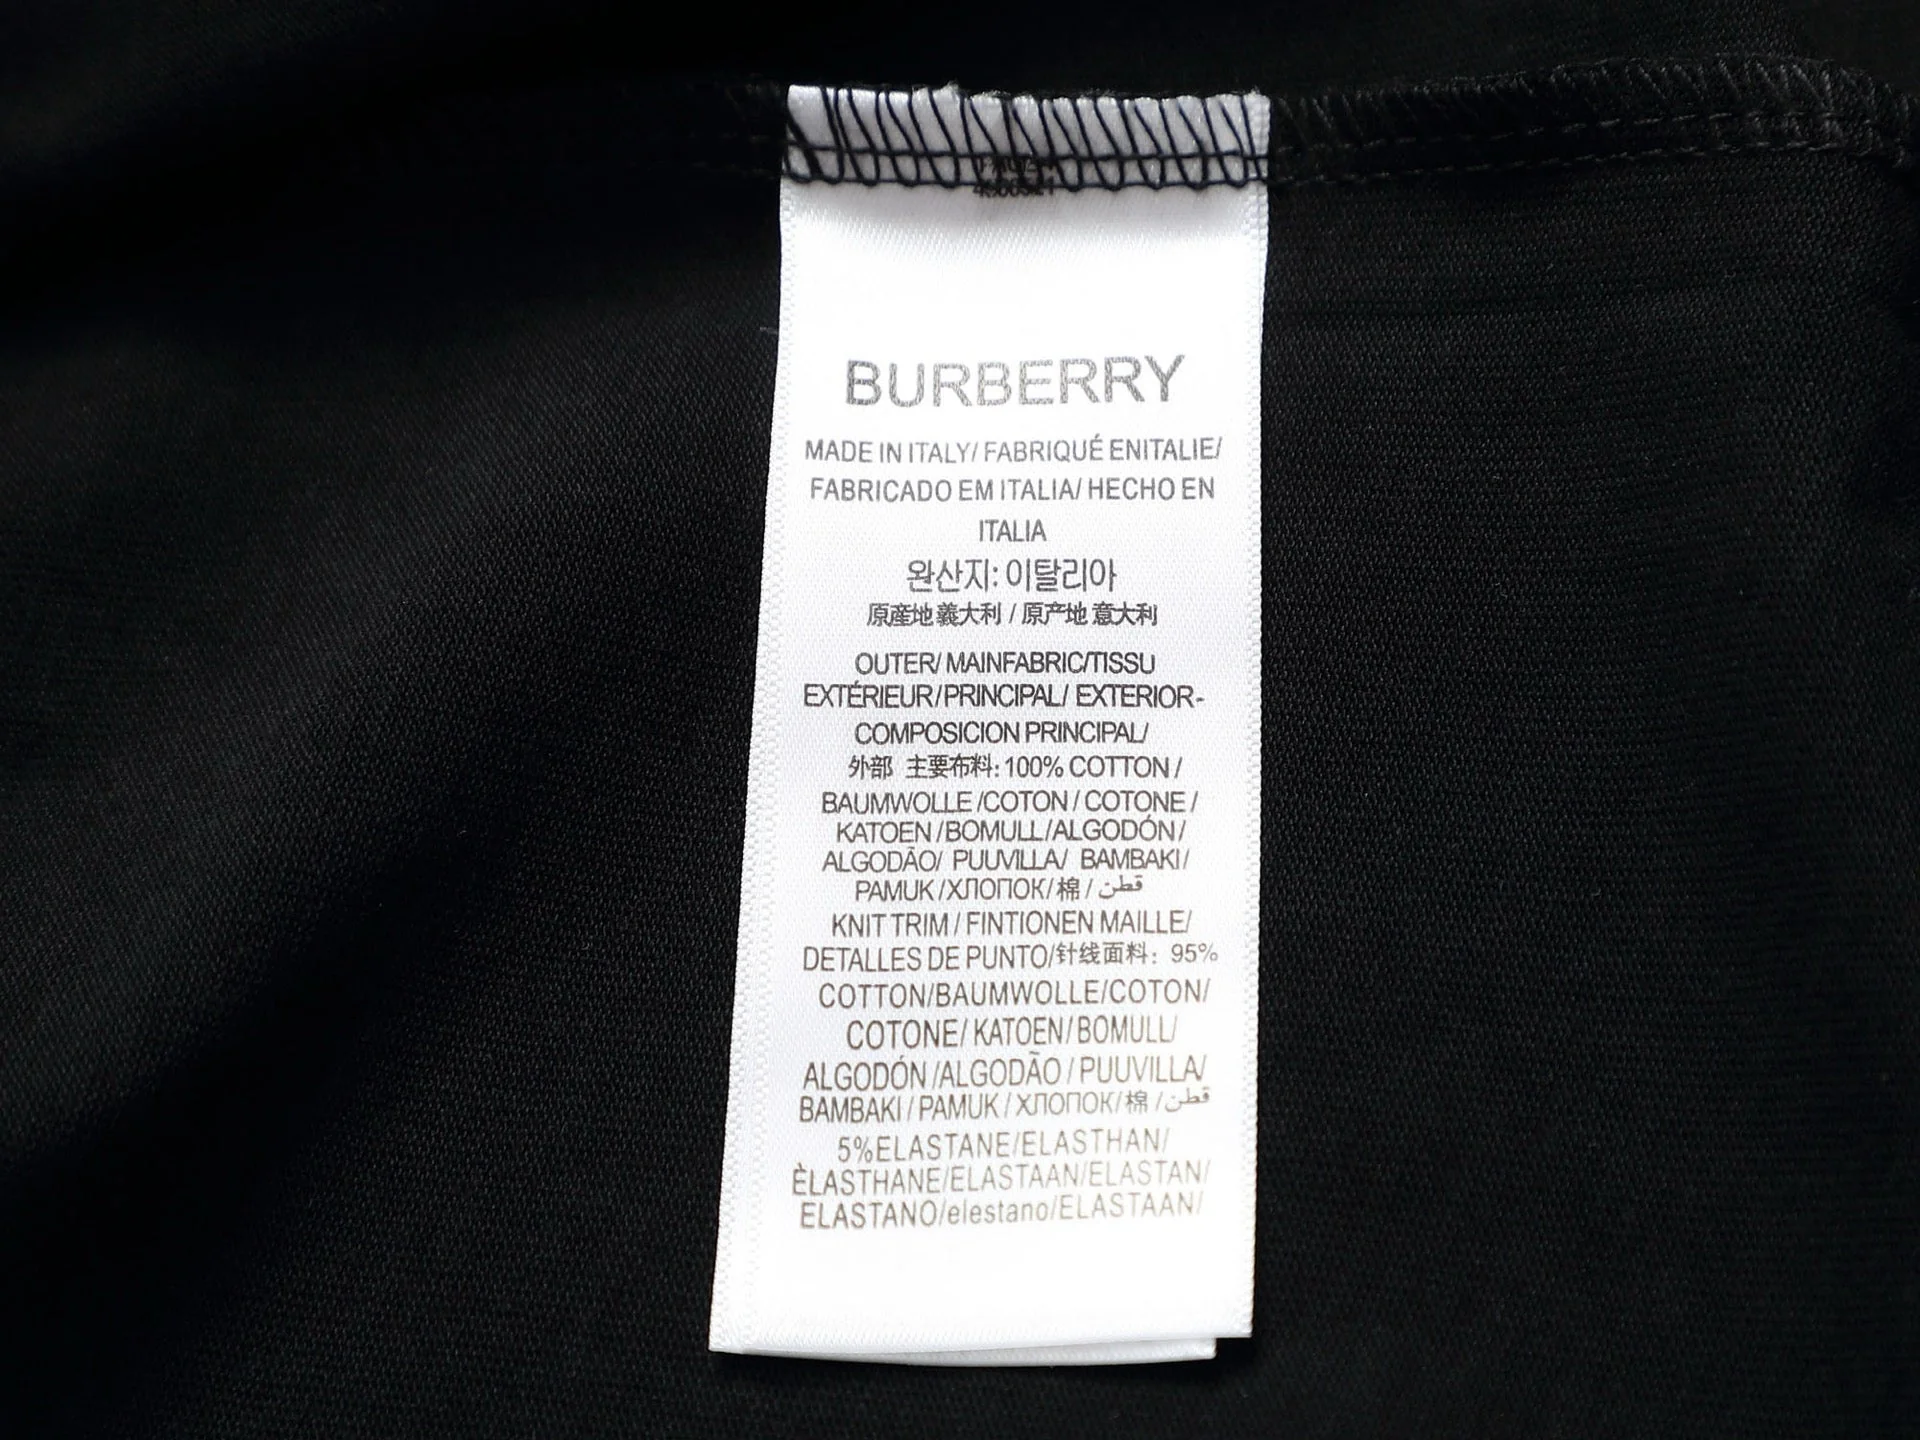 BURBERRY
MADE IN ITALY/ FABRIQUÉ ENITALIE/
FABRICADO EM ITALIA/ HECHO EN
ITALIA
완산지: 이탈리아
原産地 義大利 / 原产地 意大利
OUTER/ MAINFABRIC/TISSU
EXTÉRIEUR/PRINCIPAL/ EXTERIOR-
COMPOSICION PRINCIPAL/
外部 主要布料: 100% COTTON /
BAUMWOLLE /COTON / COTONE /
KATOEN /BOMULL/ALGODÓN/
ALGODÃO/ PUUVILLA/ BAMBAKI /
PAMUK /ХЛОПОК/ 棉 / قطن
KNIT TRIM / FINTIONEN MAILLE/
DETALLES DE PUNTO/针线面料: 95%
COTTON/BAUMWOLLE/COTON/
COTONE/ KATOEN/ BOMULL/
ALGODÓN /ALGODÃO / PUUVILLA/
BAMBAKI / PAMUK / ХЛОПОК/ 棉 / قطن
5%ELASTANE/ELASTHAN/
ÈLASTHANE/ELASTAAN/ELASTAN/
ELASTANO/elestano/ELASTAAN/